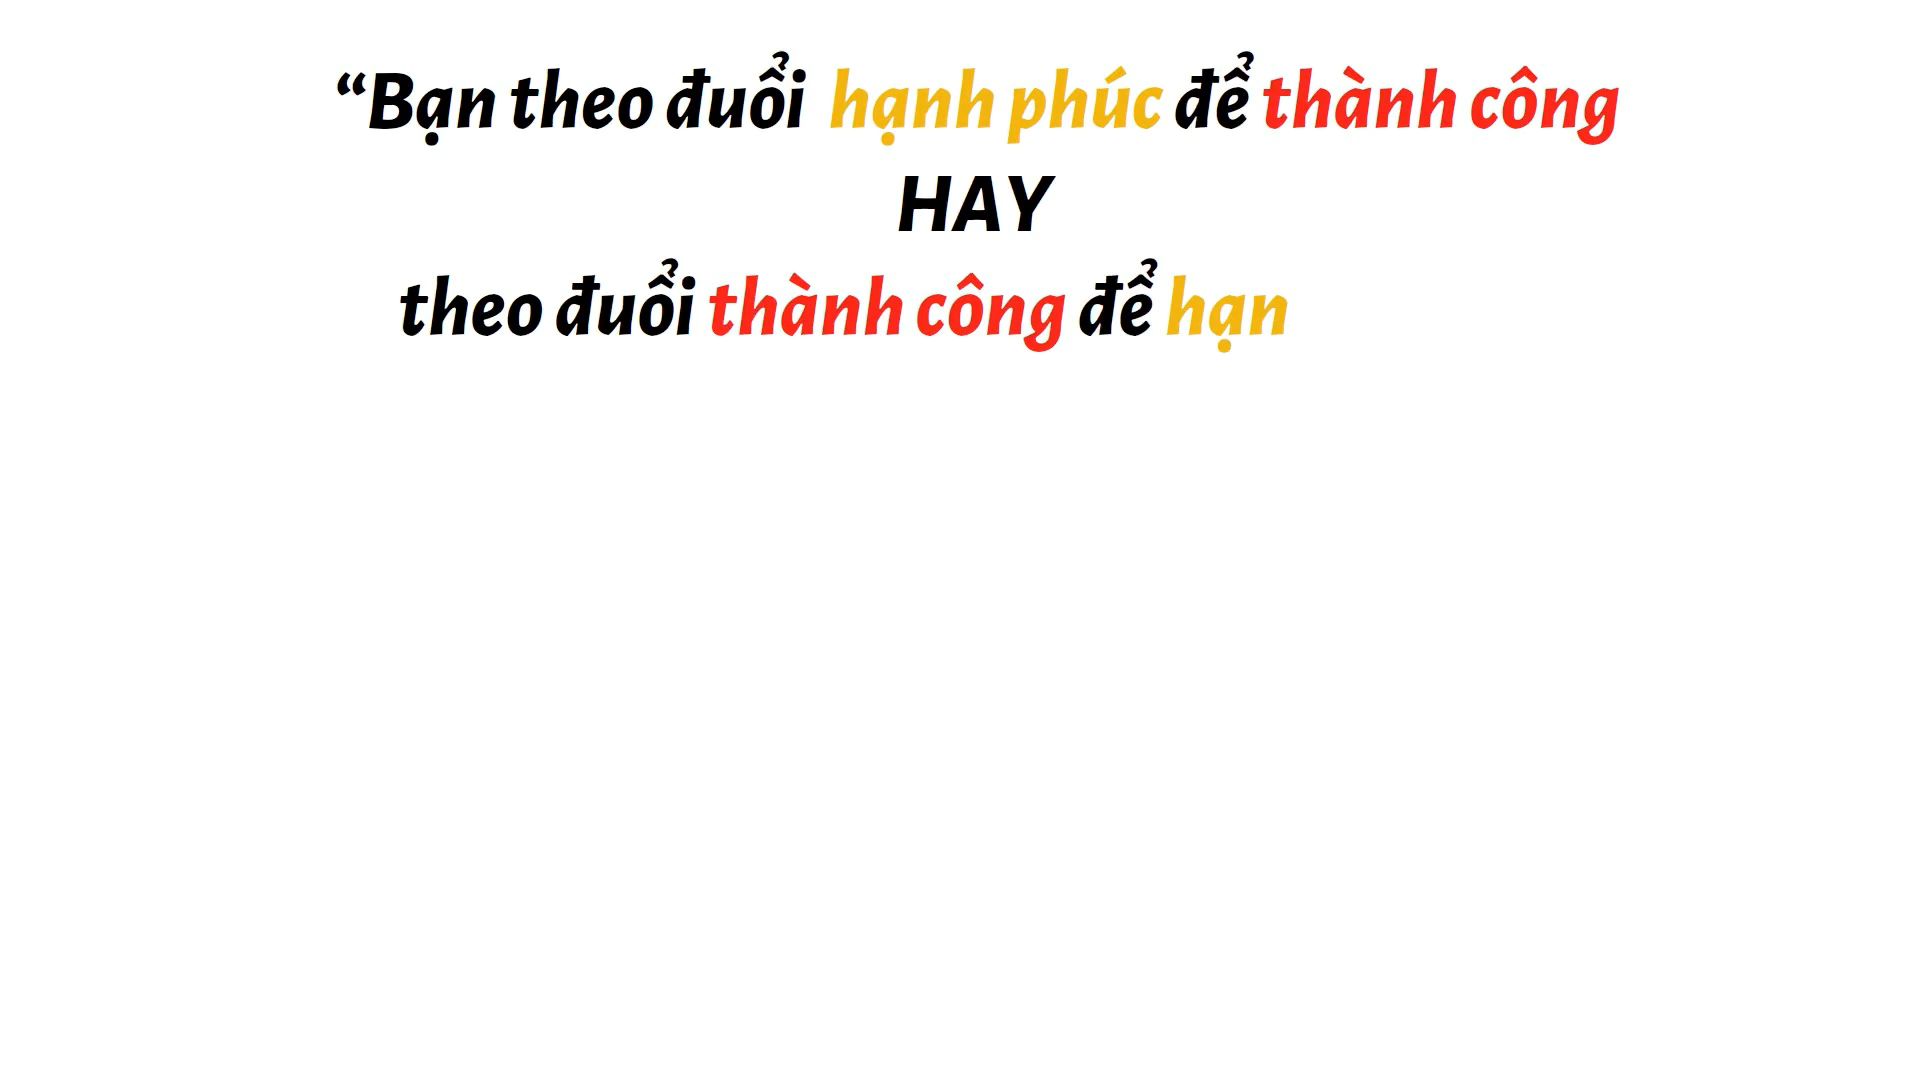 “Bạn theo đuổi hạnh phúc để thành công
HAY
theo đuổi thành công để hạn